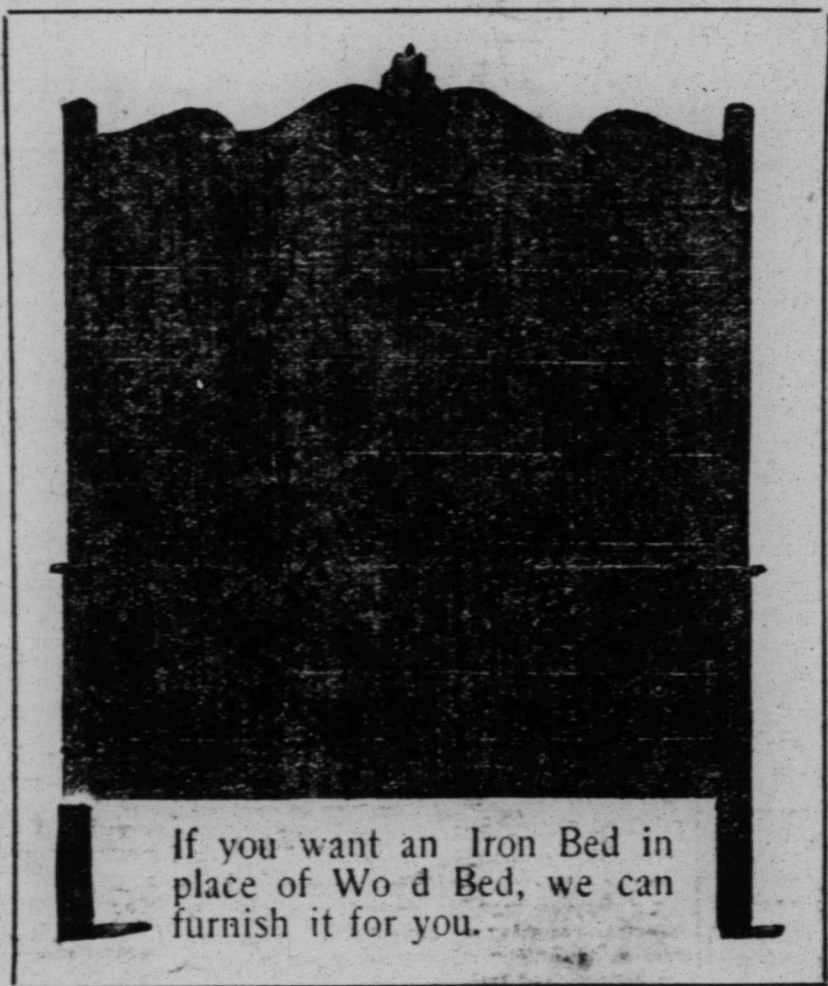 If you want an Iron Bed in
place of Wo d Bed, we can
furnish it for you.